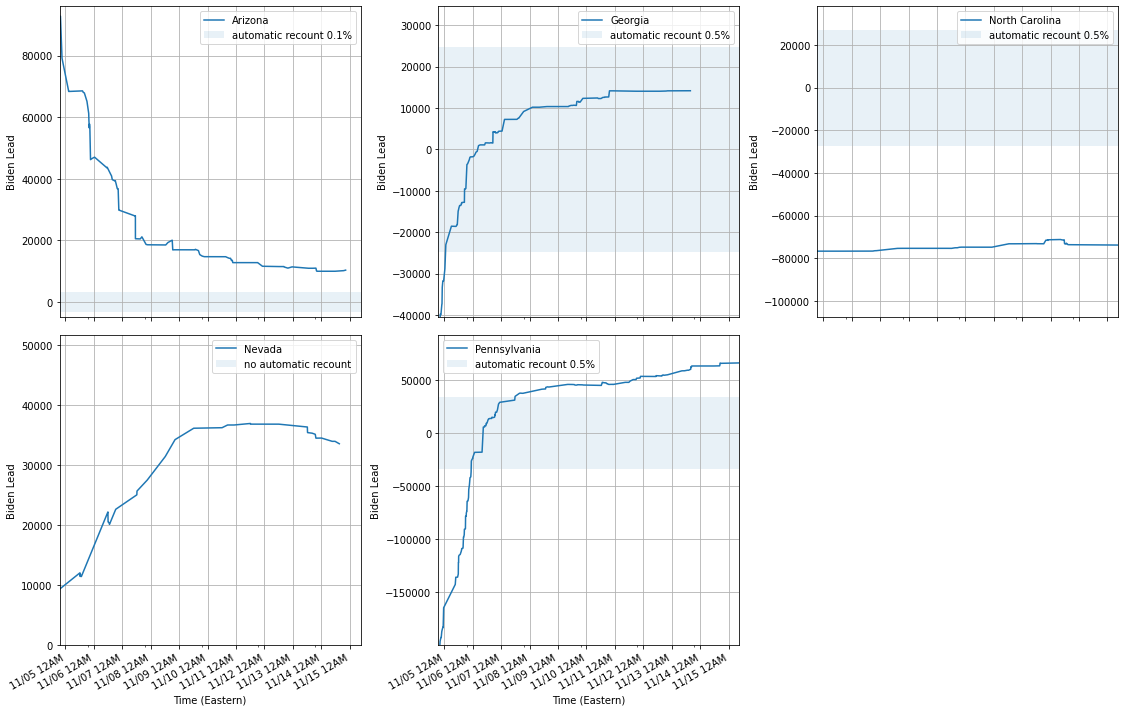 Arizona
automatic recount 0.1%
80000
60000
40000
20000
0
Biden Lead
Georgia
automatic recount 0.5%
30000
20000
10000
0
−10000
−20000
−30000
−40000
Biden Lead
North Carolina
automatic recount 0.5%
20000
0
−20000
−40000
−60000
−80000
−100000
Biden Lead
Nevada
no automatic recount
50000
40000
30000
20000
10000
0
Biden Lead
11/05 12AM
11/06 12AM
11/07 12AM
11/08 12AM
11/09 12AM
11/10 12AM
11/11 12AM
11/12 12AM
11/13 12AM
11/14 12AM
11/15 12AM
Time (Eastern)
Pennsylvania
automatic recount 0.5%
50000
0
−50000
−100000
−150000
Biden Lead
11/05 12AM
11/06 12AM
11/07 12AM
11/08 12AM
11/09 12AM
11/10 12AM
11/11 12AM
11/12 12AM
11/13 12AM
11/14 12AM
11/15 12AM
Time (Eastern)